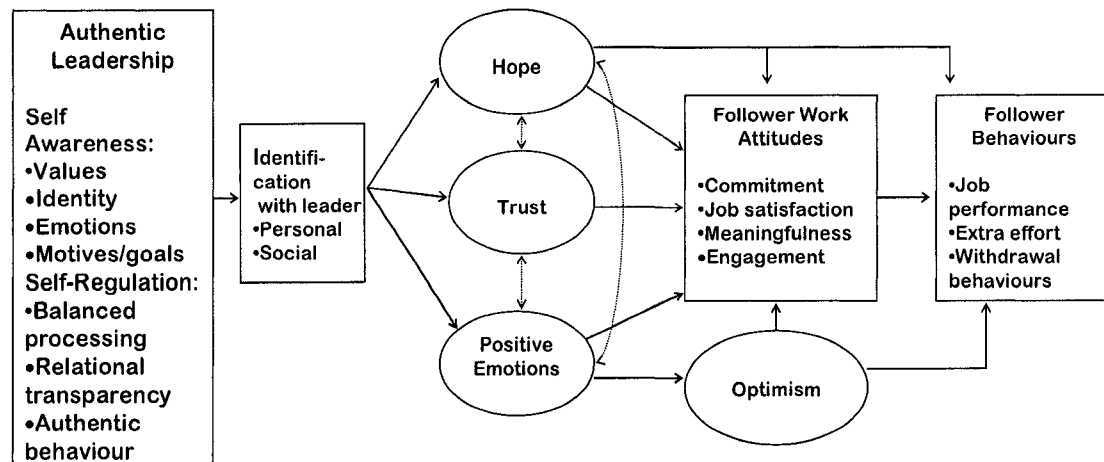 Authentic
Leadership
Self
Awareness:
•Values
•Identity
•Emotions
•Motives/goals
Self-Regulation:
•Balanced
processing
•Relational
transparency
•Authentic
behaviour
Identifi-
cation
with leader
•Personal
•Social
Hope
Trust
Positive
Emotions
Follower Work
Attitudes
•Commitment
•Job satisfaction
•Meaningfulness
•Engagement
Optimism
Follower
Behaviours
•Job
performance
•Extra effort
•Withdrawal
behaviours